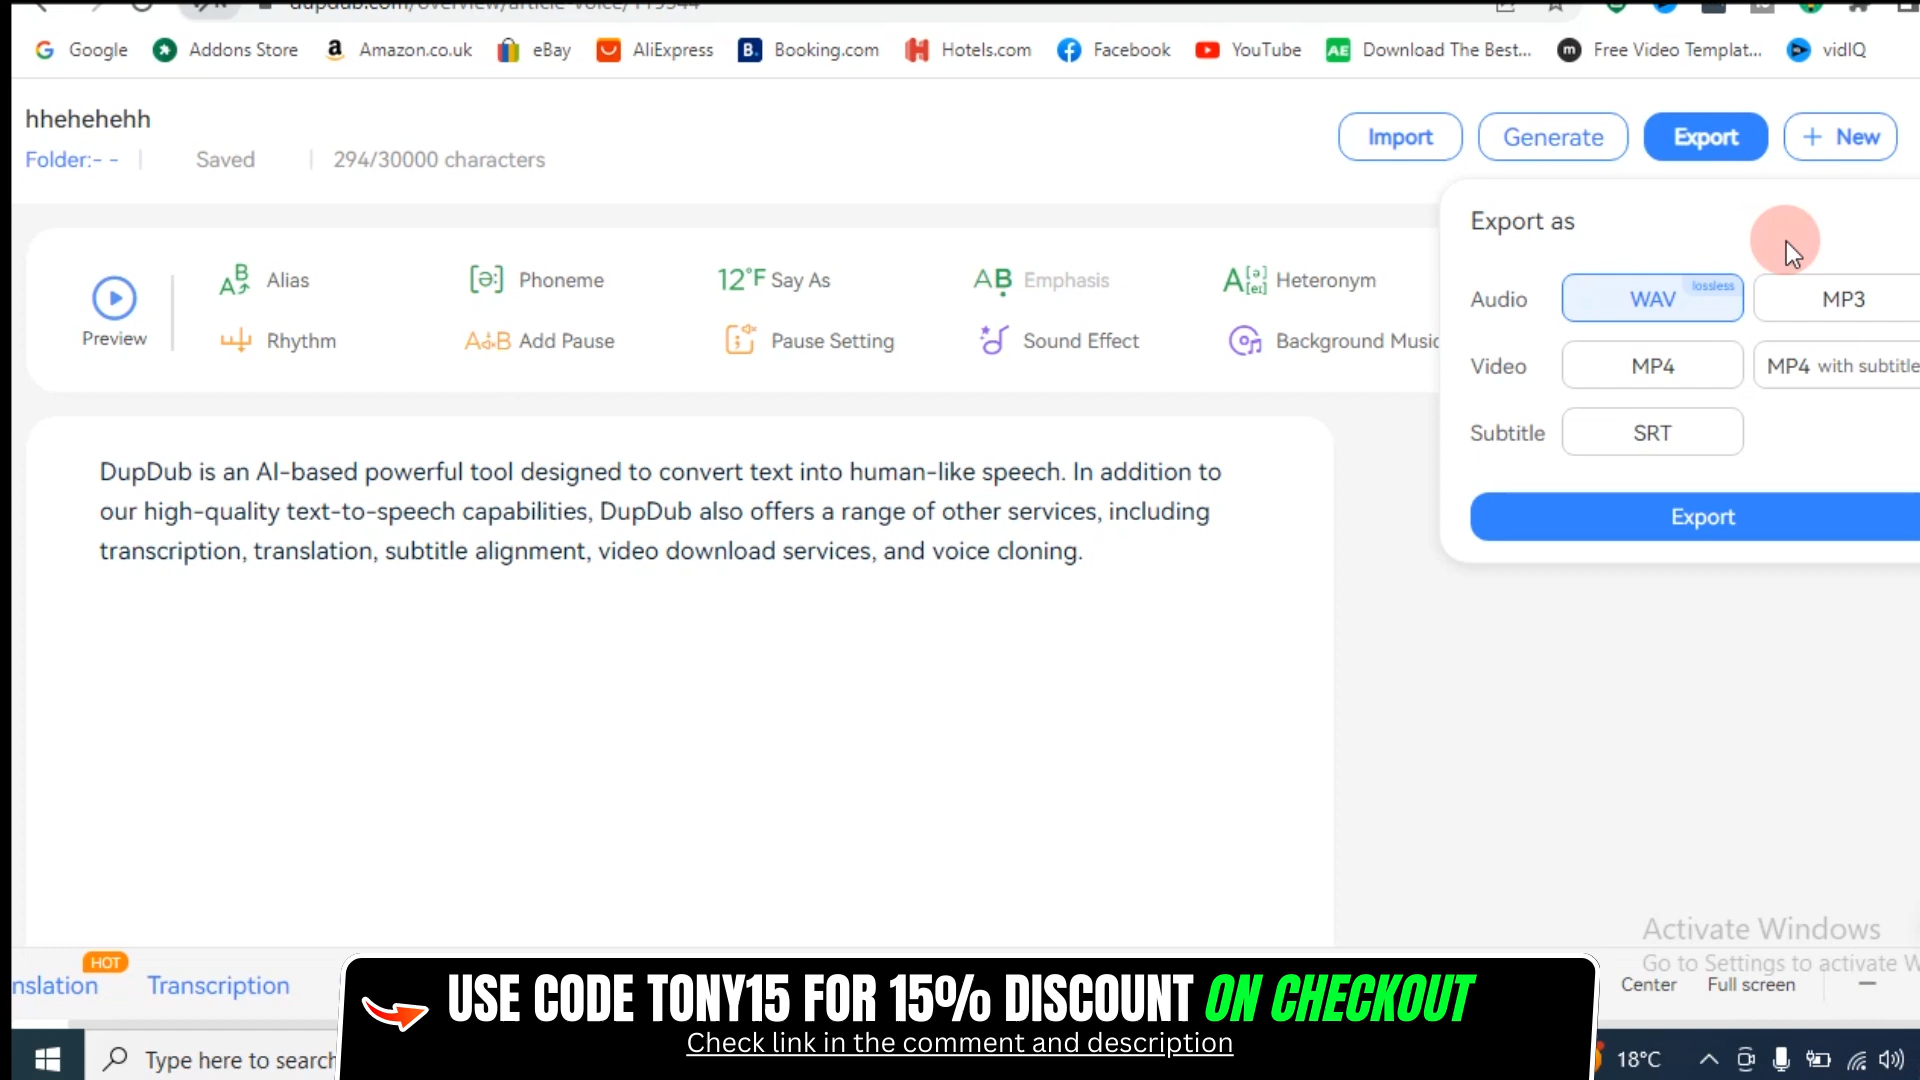 Google Addons Store Amazon.co.uk eBay AliExpress Booking.com Hotels.com Facebook YouTube Download The Best... Free Video Templat... vidIQ
hhehehehh
Folder:- - | Saved | 294/30000 characters
Import Generate Export + New
Export as
Audio WAV lossless MP3
Video MP4 MP4 with subtitle
Subtitle SRT
Export
Preview
Alias Phoneme 12°F Say As Emphasis Heteronym
Rhythm Add Pause Pause Setting Sound Effect Background Music
DupDub is an AI-based powerful tool designed to convert text into human-like speech. In addition to
our high-quality text-to-speech capabilities, DupDub also offers a range of other services, including
transcription, translation, subtitle alignment, video download services, and voice cloning.
Activate Windows
Go to Settings to activate W
HOT
nslation Transcription
Center Full screen
USE CODE TONY15 FOR 15% DISCOUNT ON CHECKOUT
Check link in the comment and description
Type here to search
18°C